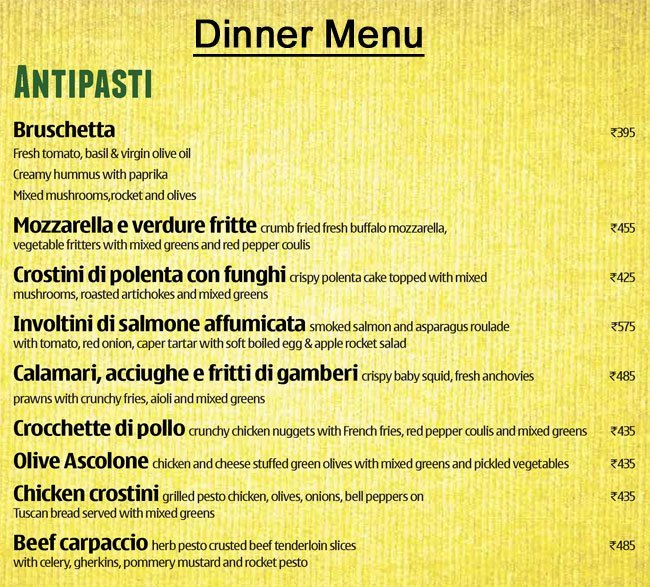 Dinner Menu
ANTIPASTI
Bruschetta ₹395
Fresh tomato, basil & virgin olive oil
Creamy hummus with paprika
Mixed mushrooms,rocket and olives
Mozzarella e verdure fritte crumb fried fresh buffalo mozzarella, ₹455
vegetable fritters with mixed greens and red pepper coulis
Crostini di polenta con funghi crispy polenta cake topped with mixed ₹425
mushrooms, roasted artichokes and mixed greens
Involtini di salmone affumicata smoked salmon and asparagus roulade ₹575
with tomato, red onion, caper tartar with soft boiled egg & apple rocket salad
Calamari, acciughe e fritti di gamberi crispy baby squid, fresh anchovies ₹485
prawns with crunchy fries, aioli and mixed greens
Crocchette di pollo crunchy chicken nuggets with French fries, red pepper coulis and mixed greens ₹435
Olive Ascolone chicken and cheese stuffed green olives with mixed greens and pickled vegetables ₹435
Chicken crostini grilled pesto chicken, olives, onions, bell peppers on ₹435
Tuscan bread served with mixed greens
Beef carpaccio herb pesto crusted beef tenderloin slices ₹485
with celery, gherkins, pommery mustard and rocket pesto